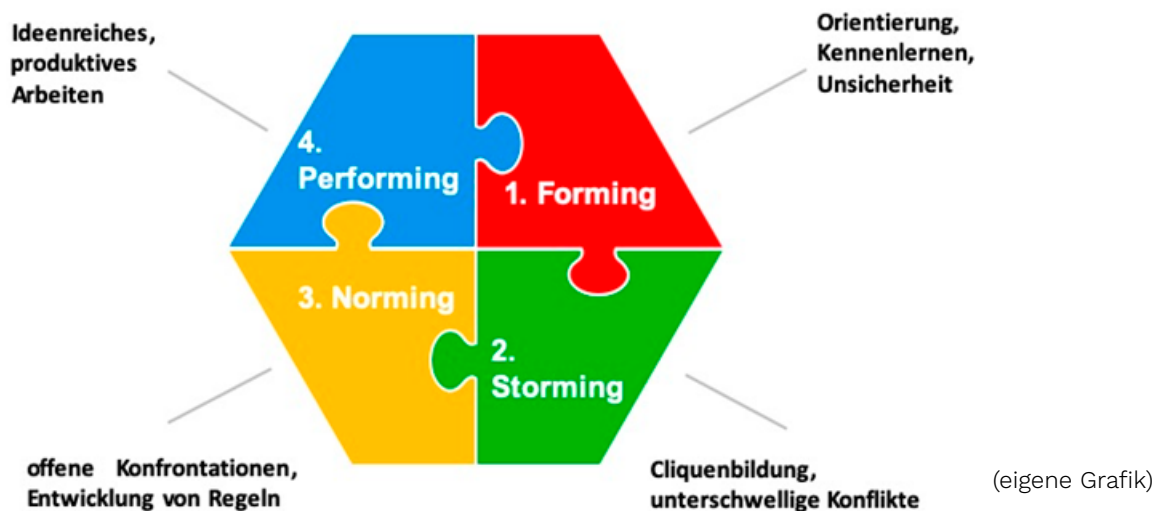 Ideenreiches,
produktives
Arbeiten
Orientierung,
Kennenlernen,
Unsicherheit
4.
Performing
1. Forming
3. Norming
2.
Storming
offene Konfrontationen,
Entwicklung von Regeln
Cliquenbildung,
unterschwellige Konflikte
(eigene Grafik)